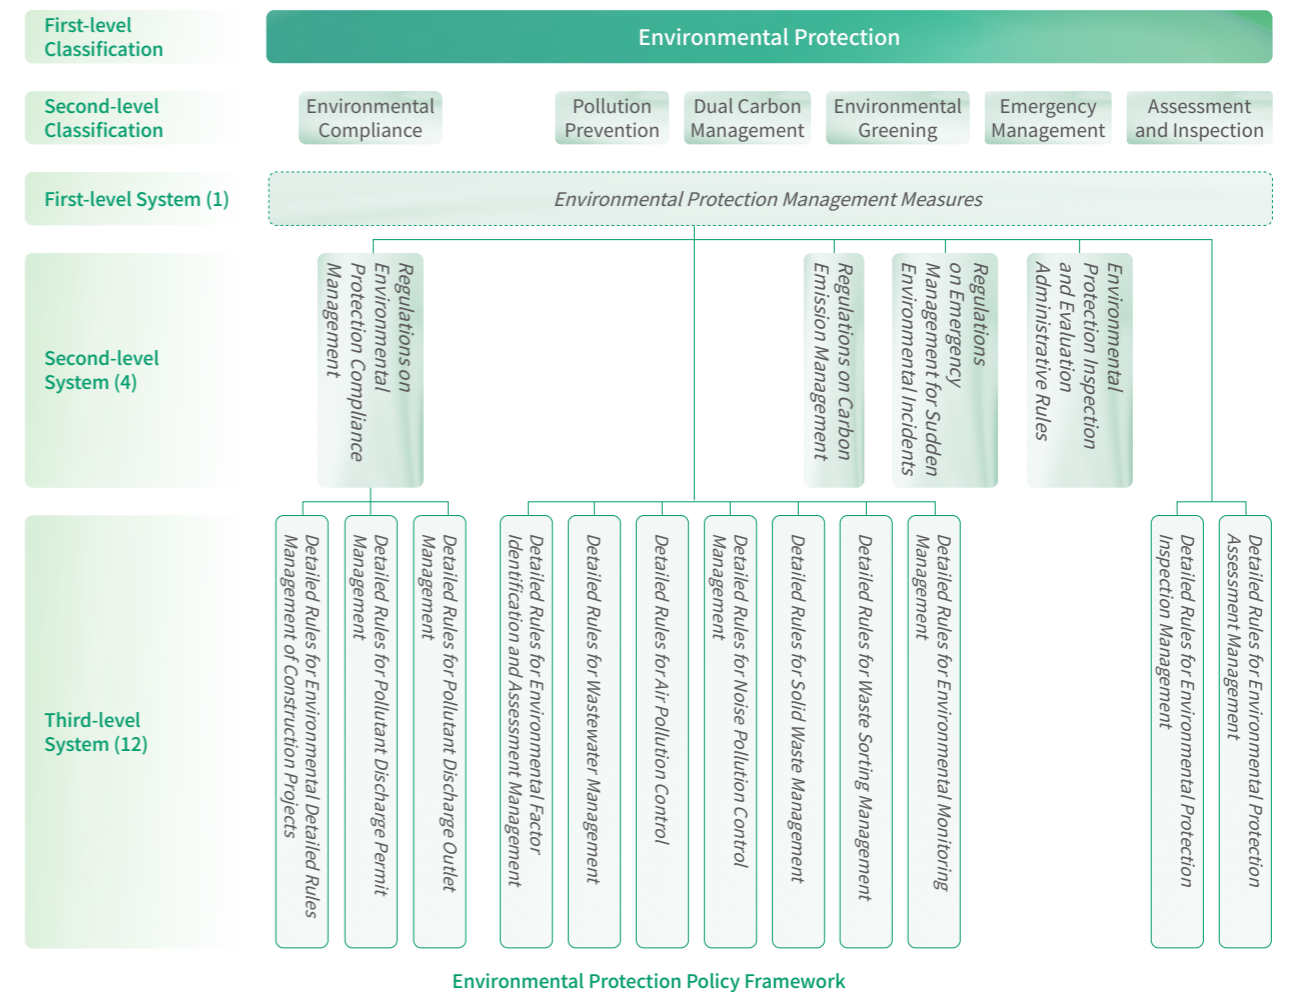 First-level
Classification
Environmental Protection
Second-level
Classification
Environmental
Compliance
Pollution
Prevention
Dual Carbon
Management
Environmental
Greening
Emergency
Management
Assessment
and Inspection
First-level System (1)
Environmental Protection Management Measures
Second-level
System (4)
Regulations on
Environmental
Protection Compliance
Management
Regulations on Carbon
Emission Management
Regulations
on Emergency
Management for Sudden
Environmental Incidents
Environmental
Protection Inspection
and Evaluation
Administrative Rules
Third-level
System (12)
Detailed Rules for Environmental Detailed Rules
Management of Construction Projects
Detailed Rules for Pollutant Discharge Permit
Management
Detailed Rules for Pollutant Discharge Outlet
Management
Detailed Rules for Environmental Factor
Identification and Assessment Management
Detailed Rules for Wastewater Management
Detailed Rules for Air Pollution Control
Detailed Rules for Noise Pollution Control
Management
Detailed Rules for Solid Waste Management
Detailed Rules for Waste Sorting Management
Detailed Rules for Environmental Monitoring
Management
Detailed Rules for Environmental Protection
Inspection Management
Detailed Rules for Environmental Protection
Assessment Management
Environmental Protection Policy Framework